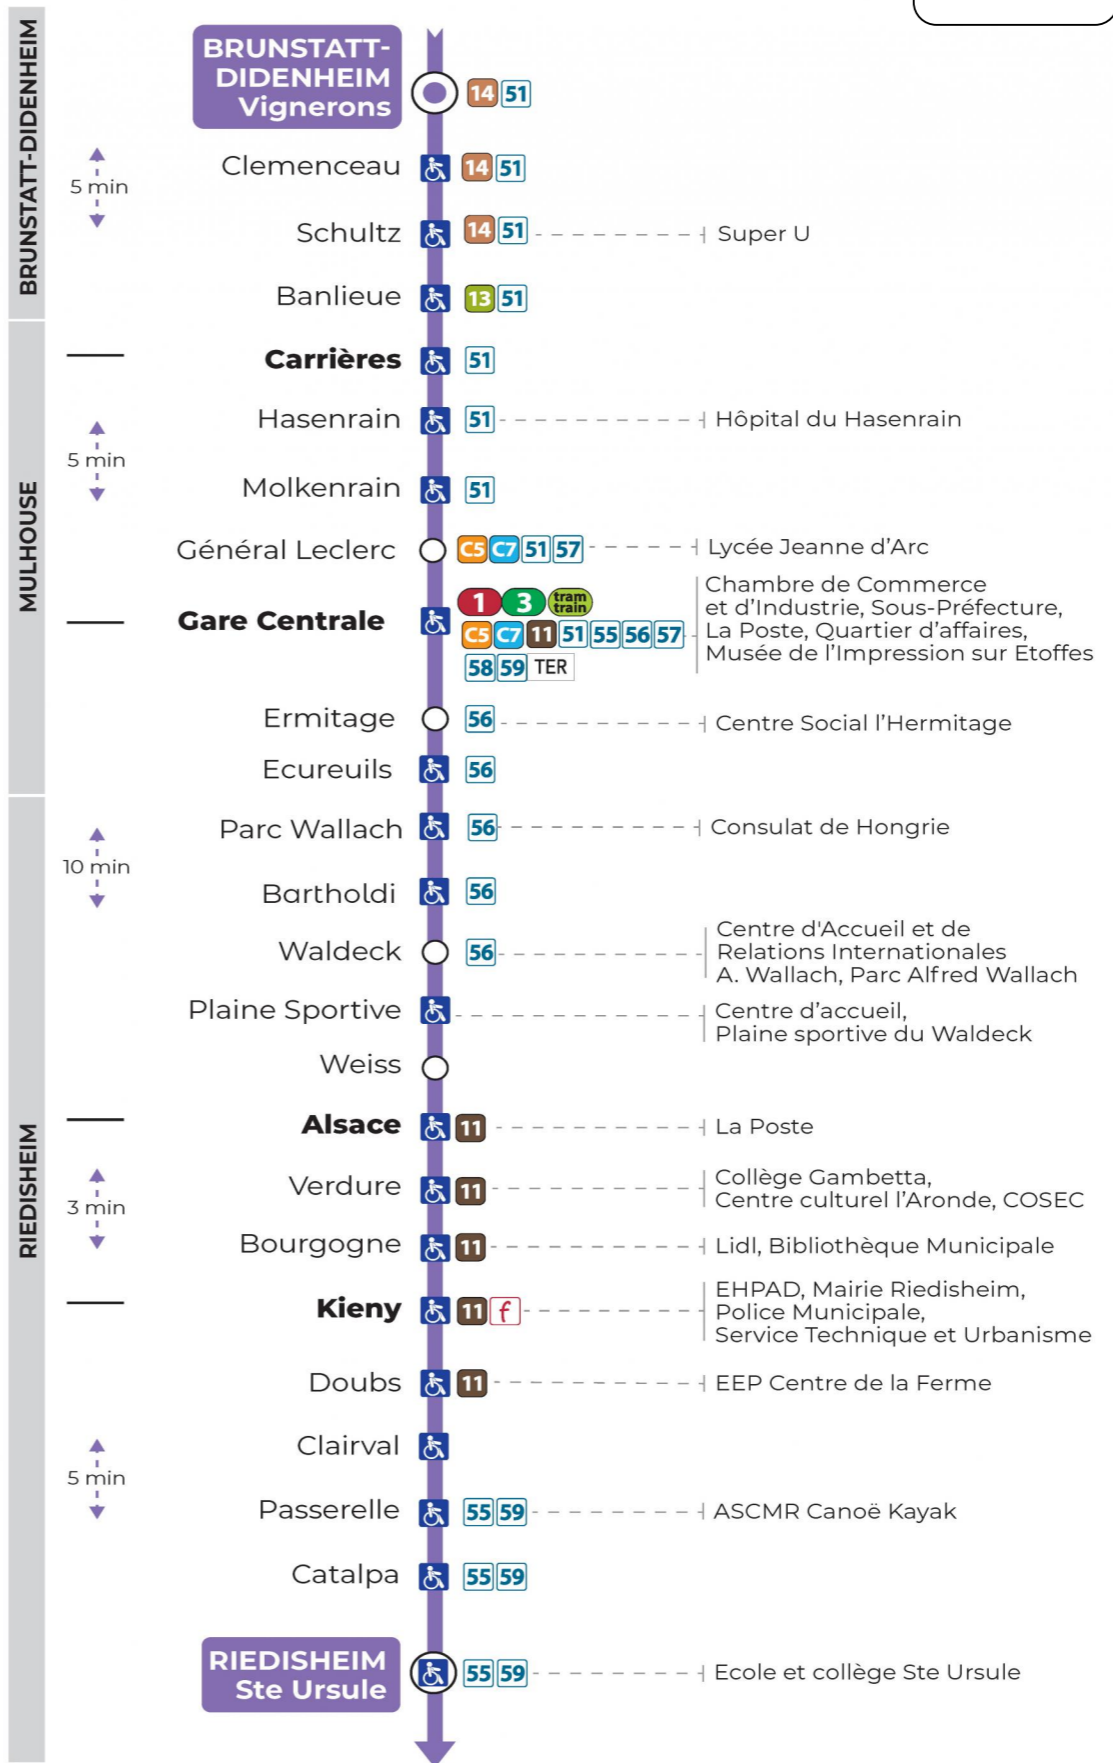 BRUNSTATT-DIDENHEIM
BRUNSTATT-
DIDENHEIM
Vignerons
14 51
Clemenceau
14 51
5 min
Schultz
14 51
Super U
Banlieue
13 51
MULHOUSE
Carrières
51
Hasenrain
51
Hôpital du Hasenrain
5 min
Molkenrain
51
Général Leclerc
C5 C7 51 57
Lycée Jeanne d’Arc
Gare Centrale
1 3 tram
train
C5 C7 11 51 55 56 57
58 59 TER
Chambre de Commerce
et d’Industrie, Sous-Préfecture,
La Poste, Quartier d’affaires,
Musée de l’Impression sur Etoffes
Ermitage
56
Centre Social l’Hermitage
Ecureuils
56
RIEDISHEIM
Parc Wallach
56
Consulat de Hongrie
10 min
Bartholdi
56
Waldeck
56
Centre d'Accueil et de
Relations Internationales
A. Wallach, Parc Alfred Wallach
Plaine Sportive
Centre d’accueil,
Plaine sportive du Waldeck
Weiss
Alsace
11
La Poste
Verdure
11
Collège Gambetta,
Centre culturel l’Aronde, COSEC
3 min
Bourgogne
11
Lidl, Bibliothèque Municipale
Kieny
11 f
EHPAD, Mairie Riedisheim,
Police Municipale,
Service Technique et Urbanisme
Doubs
11
EEP Centre de la Ferme
Clairval
5 min
Passerelle
55 59
ASCMR Canoë Kayak
Catalpa
55 59
RIEDISHEIM
Ste Ursule
55 59
Ecole et collège Ste Ursule